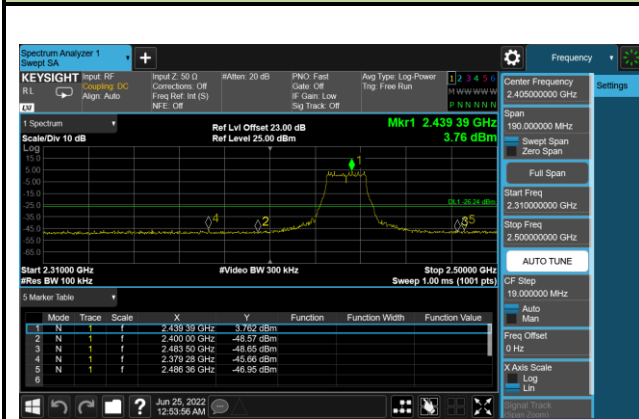 Spectrum Analyzer 1
Swept SA
+
Frequency
KEYSIGHT
R L
LXI
Input: RF
Coupling: DC
Align: Auto
Input Z: 50 Ω
Corrections: Off
Freq Ref: Int (S)
NFE: Off
#Atten: 20 dB
PNO: Fast
Gate: Off
IF Gain: Low
Sig Track: Off
Avg Type: Log-Power
Trig: Free Run
1 2 3 4 5 6
M W W W W W
P N N N N N
1 Spectrum
Scale/Div 10 dB
Ref Lvl Offset 23.00 dB
Ref Level 25.00 dBm
Mkr1 2.439 39 GHz
3.76 dBm
Log
15.0
5.00
-5.00
-15.0
-25.0
-35.0
-45.0
-55.0
-65.0
1
DL1 -26.24 dBm
4
2
3
5
Start 2.31000 GHz
#Res BW 100 kHz
#Video BW 300 kHz
Stop 2.50000 GHz
Sweep 1.00 ms (1001 pts)
5 Marker Table
Mode Trace Scale X Y Function Function Width Function Value
1 N 1 f 2.439 39 GHz 3.762 dBm
2 N 1 f 2.400 00 GHz -48.57 dBm
3 N 1 f 2.483 50 GHz -48.65 dBm
4 N 1 f 2.379 28 GHz -45.66 dBm
5 N 1 f 2.486 36 GHz -46.95 dBm
6
Center Frequency
2.405000000 GHz
Settings
Span
190.000000 MHz
Swept Span
Zero Span
Full Span
Start Freq
2.310000000 GHz
Stop Freq
2.500000000 GHz
AUTO TUNE
CF Step
19.000000 MHz
Auto
Man
Freq Offset
0 Hz
X Axis Scale
Log
Lin
Signal Track
(Span Zoom)
?
Jun 25, 2022
12:53:56 AM